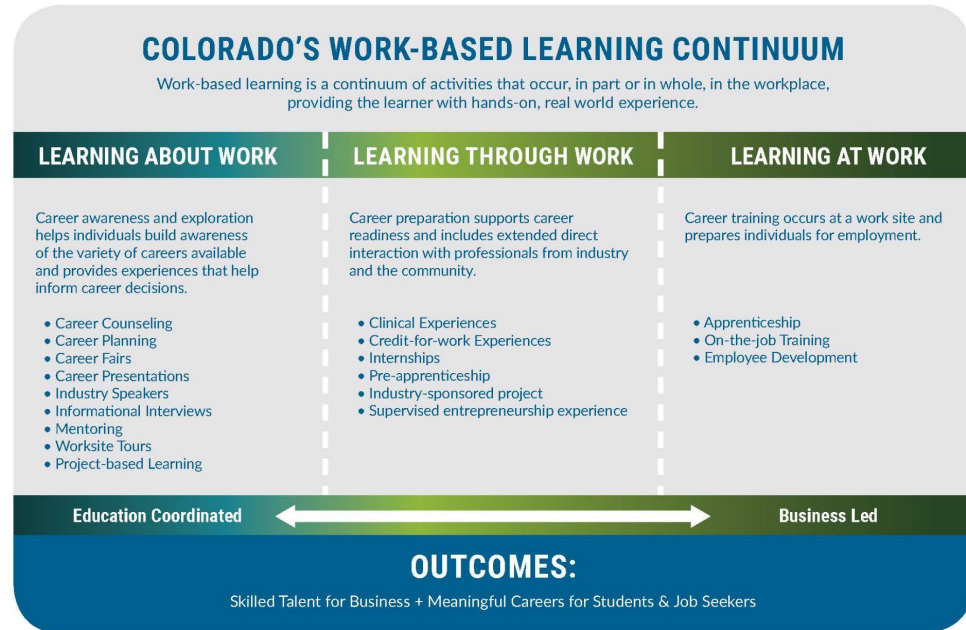 COLORADO'S WORK-BASED LEARNING CONTINUUM
Work-based learning is a continuum of activities that occur, in part or in whole, in the workplace,
providing the learner with hands-on, real world experience.
LEARNING ABOUT WORK
Career awareness and exploration
helps individuals build awareness
of the variety of careers available
and provides experiences that help
inform career decisions.
• Career Counseling
• Career Planning
• Career Fairs
• Career Presentations
• Industry Speakers
• Informational Interviews
• Mentoring
• Worksite Tours
• Project-based Learning
LEARNING THROUGH WORK
Career preparation supports career
readiness and includes extended direct
interaction with professionals from industry
and the community.
• Clinical Experiences
• Credit-for-work Experiences
• Internships
• Pre-apprenticeship
• Industry-sponsored project
• Supervised entrepreneurship experience
LEARNING AT WORK
Career training occurs at a work site and
prepares individuals for employment.
• Apprenticeship
• On-the-job Training
• Employee Development
Education Coordinated
Business Led
OUTCOMES:
Skilled Talent for Business + Meaningful Careers for Students & Job Seekers